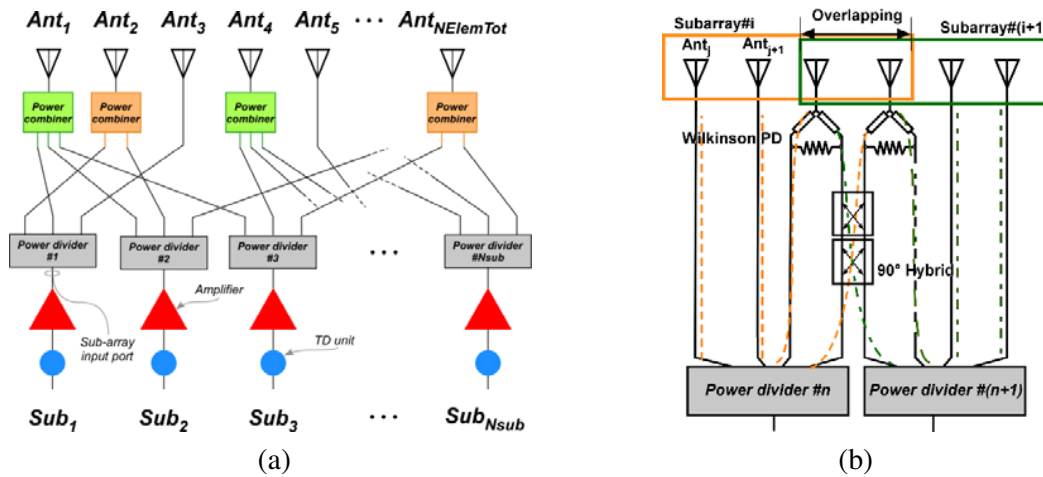 Ant1 Ant2 Ant3 Ant4 Ant5 ··· AntNElemTot
Power combiner
Power combiner
Power combiner
Power combiner
Power divider #1
Power divider #2
Power divider #3
···
Power divider #Nsub
Amplifier
Sub-array input port
TD unit
Sub1 Sub2 Sub3 ··· SubNsub
(a)
Subarray#i
Overlapping
Subarray#(i+1
Antj
Antj+1
Wilkinson PD
90° Hybrid
Power divider #n
Power divider #(n+1)
(b)